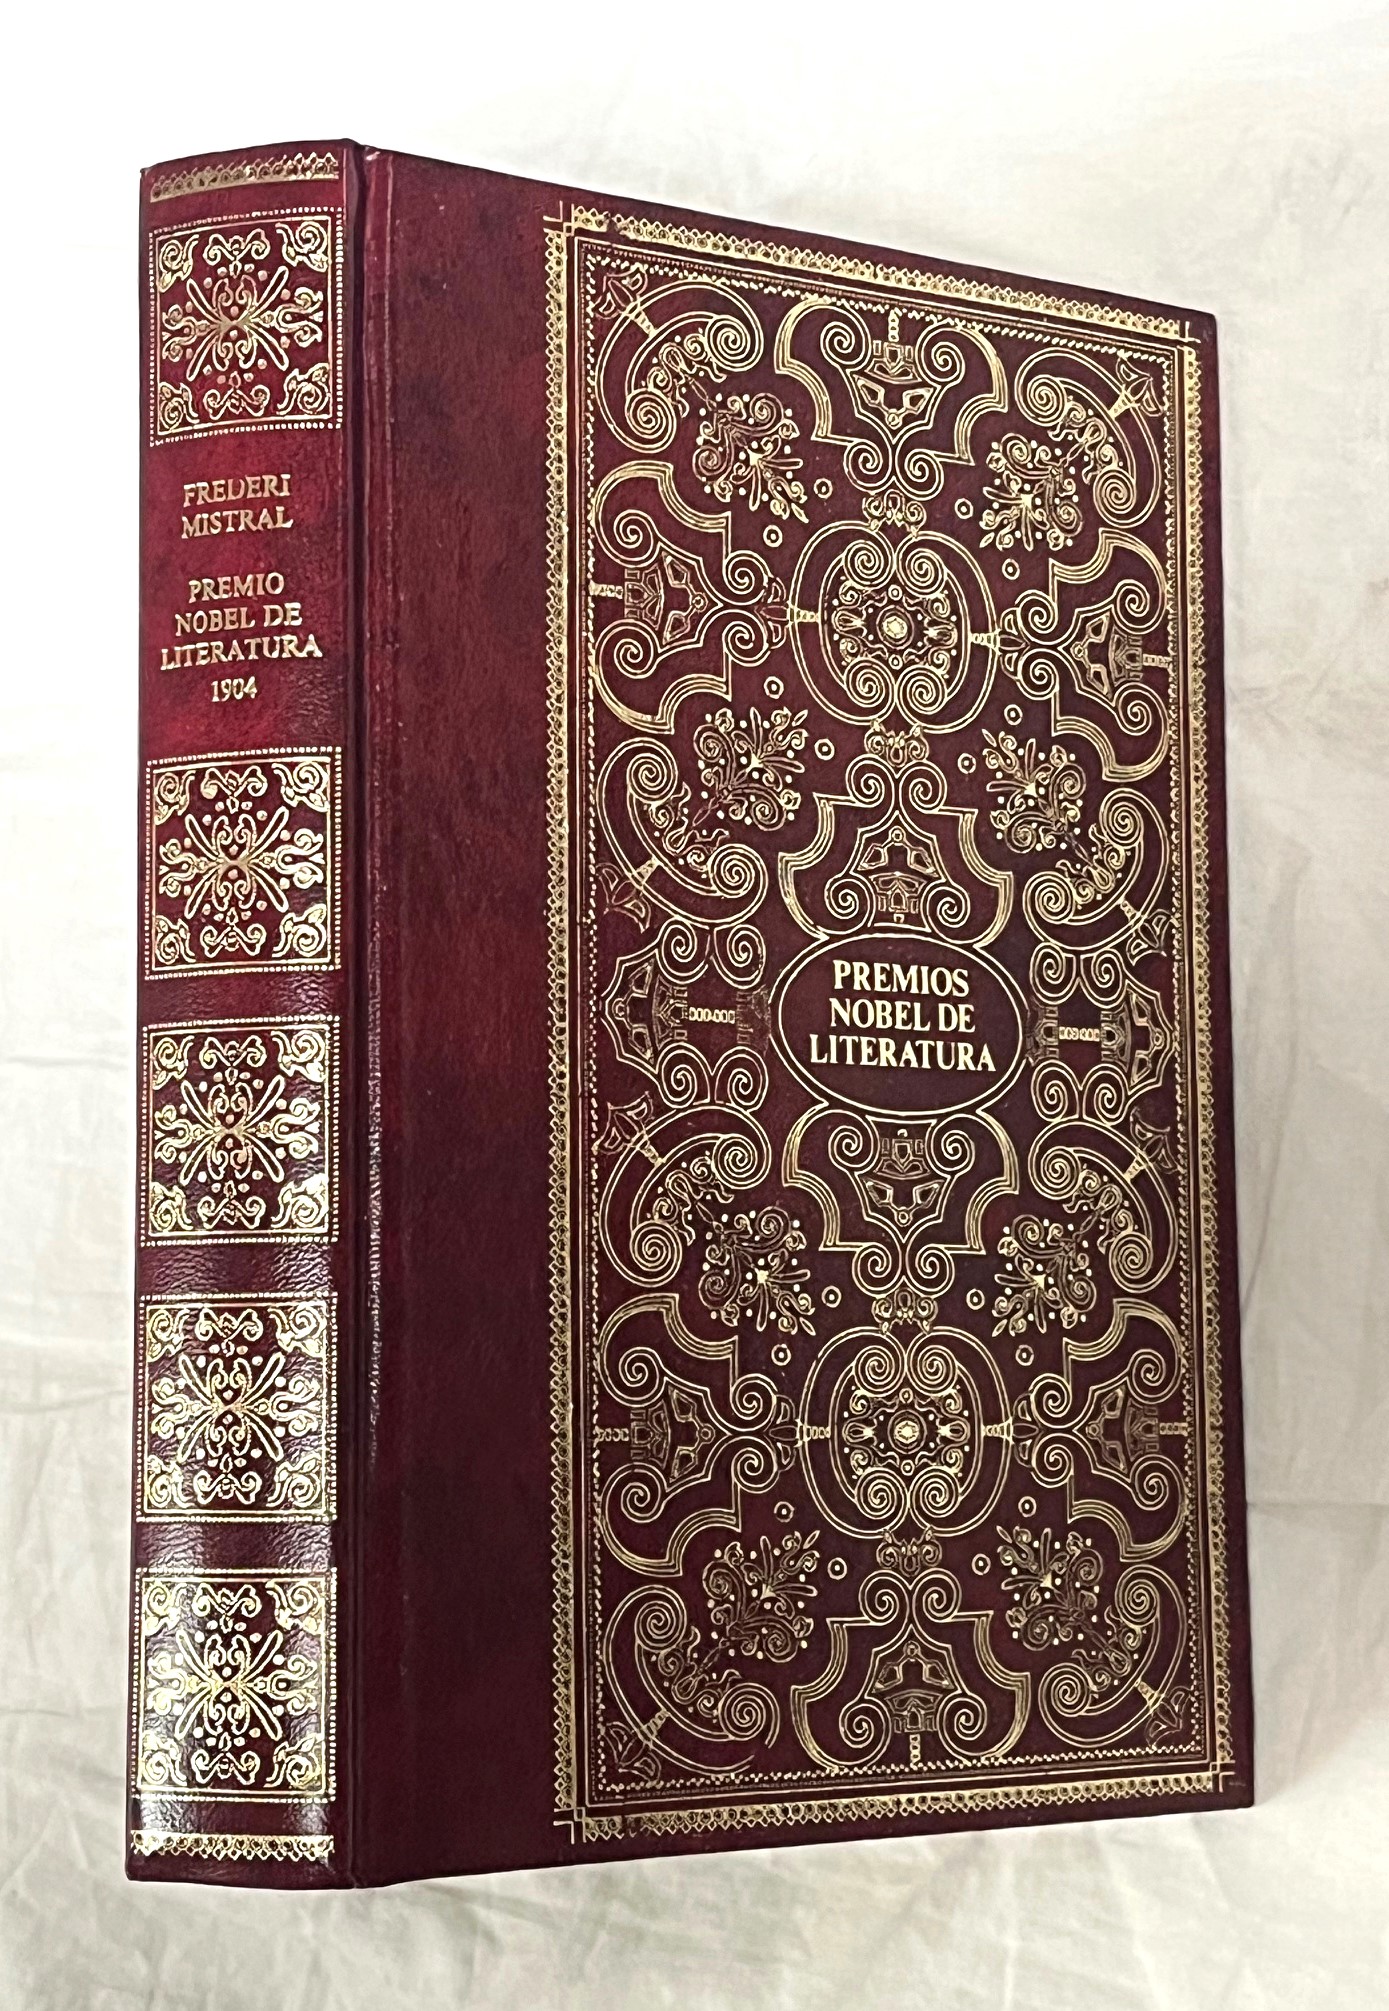 FREDERI
MISTRAL
PREMIO
NOBEL DE
LITERATURA
1904
PREMIOS
NOBEL DE
LITERATURA